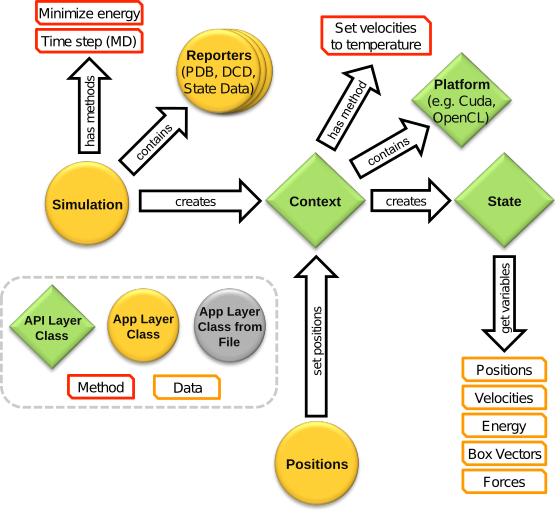 Minimize energy
Time step (MD)
has methods
Reporters
(PDB, DCD,
State Data)
contains
Simulation
creates
Set velocities
to temperature
has method
Platform
(e.g. Cuda,
OpenCL)
contains
Context
creates
State
get variables
set positions
API Layer
Class
App Layer
Class
App Layer
Class from
File
Method
Data
Positions
Positions
Velocities
Energy
Box Vectors
Forces